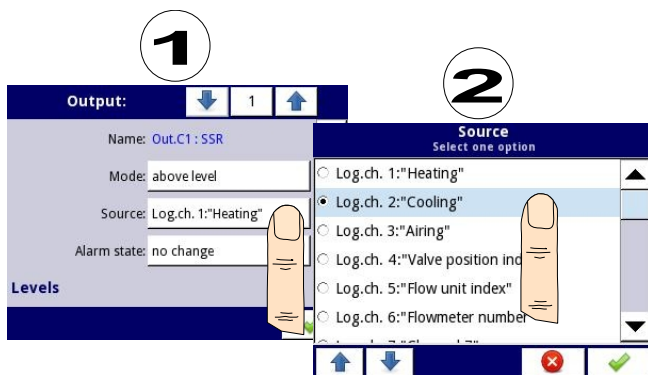 1
Output:
1
Name: Out.C1 : SSR
Mode: above level
Source: Log.ch. 1:"Heating"
Alarm state: no change
Levels
2
Source
Select one option
Log.ch. 1:"Heating"
Log.ch. 2:"Cooling"
Log.ch. 3:"Airing"
Log.ch. 4:"Valve position ind
Log.ch. 5:"Flow unit index"
Log.ch. 6:"Flowmeter number